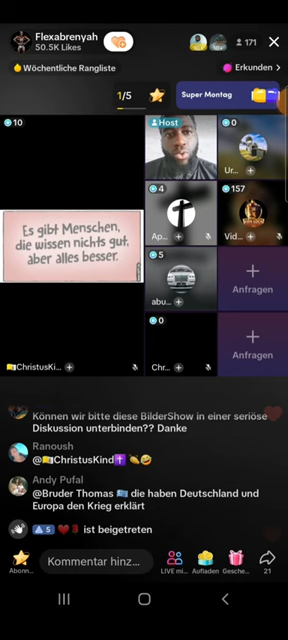 Flexabrenyah
50.5K Likes
171
Wöchentliche Rangliste
Erkunden >
1/5
Super Montag
10
Host
0
Ur...
4
Ap...
157
Vid...
Es gibt Menschen,
die wissen nichts gut,
aber alles besser.
5
abu...
+
Anfragen
0
Chr...
+
Anfragen
ChristusKi...
Können wir bitte diese BilderShow in einer seriöse
Diskussion unterbinden?? Danke
Ranoush
@ChristusKind
Andy Pufal
@Bruder Thomas die haben Deutschland und
Europa den Krieg erklärt
5 3 ist beigetreten
Kommentar hinz...
Abonn...
LIVE mi...
Aufladen
Gesche...
21